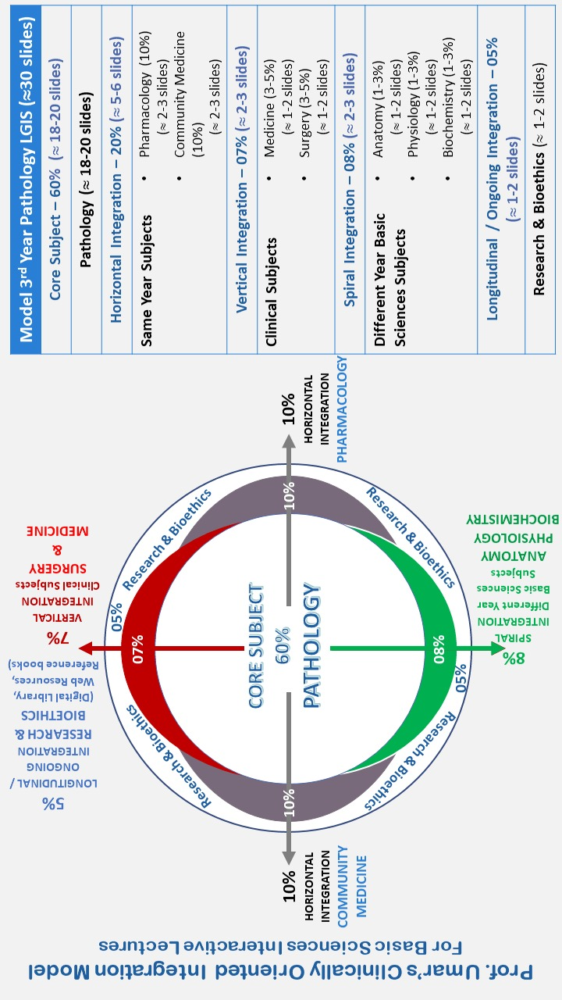 Prof. Umar's Clinically Oriented Integration Model
For Basic Sciences Interactive Lectures
5%
LONGITUDINAL /
ONGOING
INTEGRATION
RESEARCH &
BIOETHICS
(Digital Library,
Web Resources,
Reference books)
7%
VERTICAL
INTEGRATION
Clinical Subjects
SURGERY
&
MEDICINE
05%
Research & Bioethics
Research & Bioethics
07%
10%
HORIZONTAL
INTEGRATION
COMMUNITY
MEDICINE
10%
CORE SUBJECT
60%
PATHOLOGY
10%
10%
HORIZONTAL
INTEGRATION
PHARMACOLOGY
08%
Research & Bioethics
Research & Bioethics
05%
8%
SPIRAL
INTEGRATION
Different Year
Basic Sciences
Subjects
ANATOMY
PHYSIOLOGY
BIOCHEMISTRY
Model 3rd Year Pathology LGIS (≈30 slides)
Core Subject – 60% (≈ 18-20 slides)
Pathology (≈ 18-20 slides)
Horizontal Integration – 20% (≈ 5-6 slides)
Same Year Subjects
• Pharmacology (10%)
(≈ 2-3 slides)
• Community Medicine
(10%)
(≈ 2-3 slides)
Vertical Integration – 07% (≈ 2-3 slides)
Clinical Subjects
• Medicine (3-5%)
(≈ 1-2 slides)
• Surgery (3-5%)
(≈ 1-2 slides)
Spiral Integration – 08% (≈ 2-3 slides)
Different Year Basic
Sciences Subjects
• Anatomy (1-3%)
(≈ 1-2 slides)
• Physiology (1-3%)
(≈ 1-2 slides)
• Biochemistry (1-3%)
(≈ 1-2 slides)
Longitudinal / Ongoing Integration – 05%
(≈ 1-2 slides)
Research & Bioethics (≈ 1-2 slides)